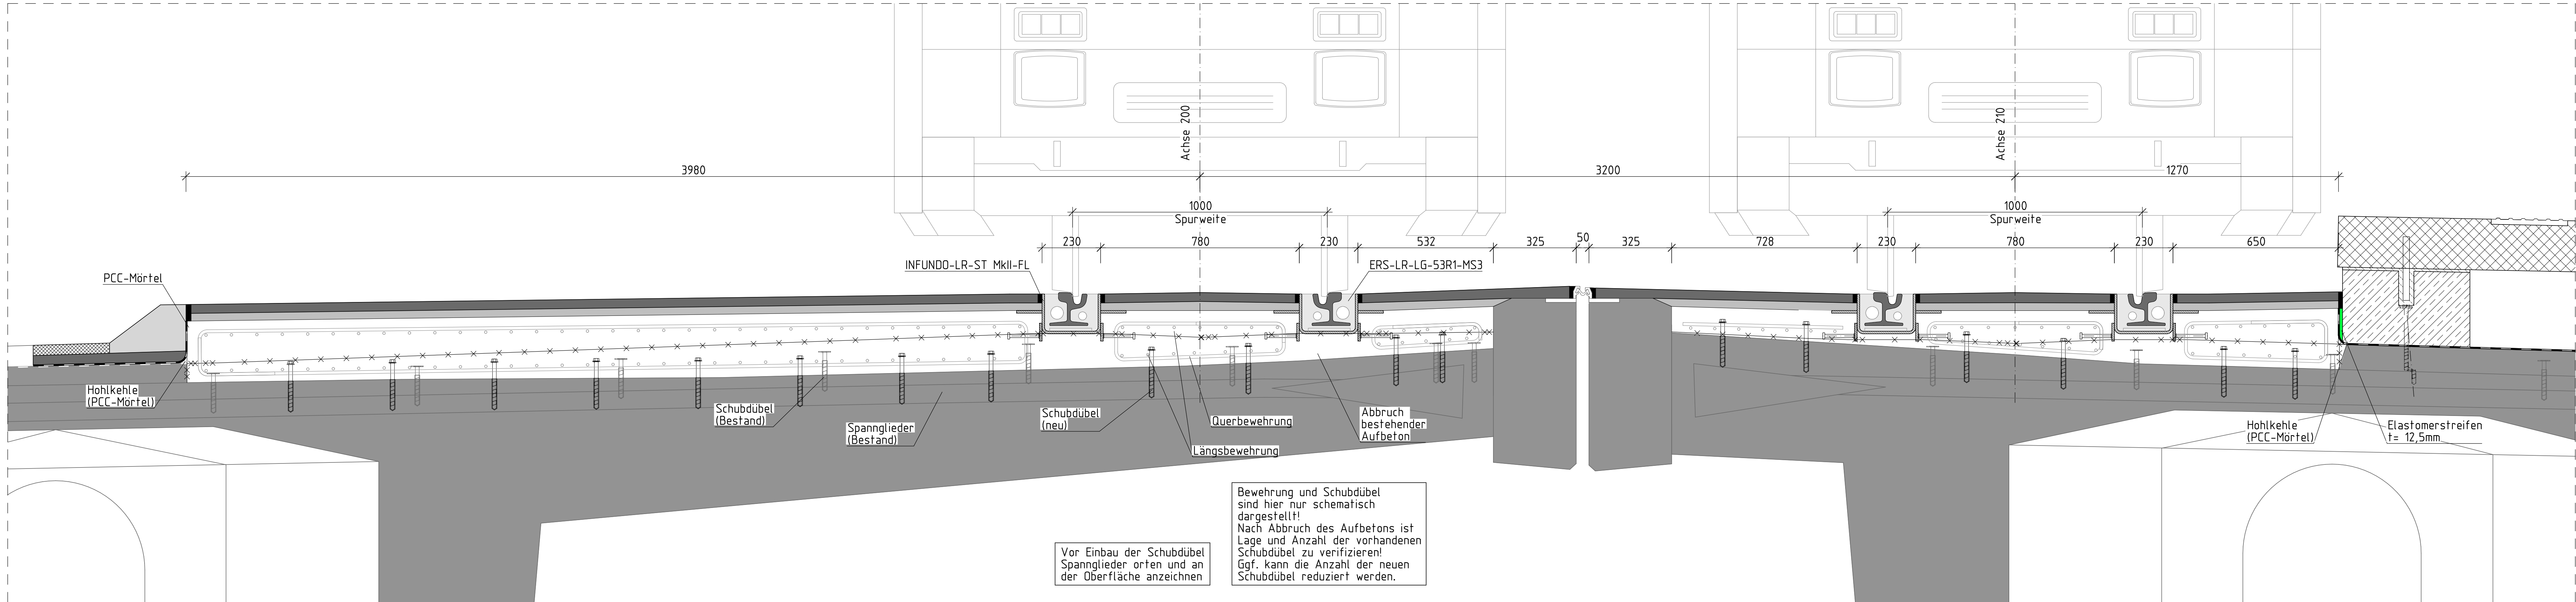 Achse 200
Achse 210
3980
3200
1270
1000
Spurweite
1000
Spurweite
230
780
230
532
325
50
325
728
230
780
230
650
PCC-Mörtel
INFUNDO-LR-ST MkII-FL
ERS-LR-LG-53R1-MS3
Hohlkehle
(PCC-Mörtel)
Schubdübel
(Bestand)
Spannglieder
(Bestand)
Schubdübel
(neu)
Querbewehrung
Längsbewehrung
Abbruch
bestehender
Aufbeton
Hohlkehle
(PCC-Mörtel)
Elastomerstreifen
t= 12,5mm
Vor Einbau der Schubdübel
Spannglieder orten und an
der Oberfläche anzeichnen
Bewehrung und Schubdübel
sind hier nur schematisch
dargestellt!
Nach Abbruch des Aufbetons ist
Lage und Anzahl der vorhandenen
Schubdübel zu verifizieren!
Ggf. kann die Anzahl der neuen
Schubdübel reduziert werden.